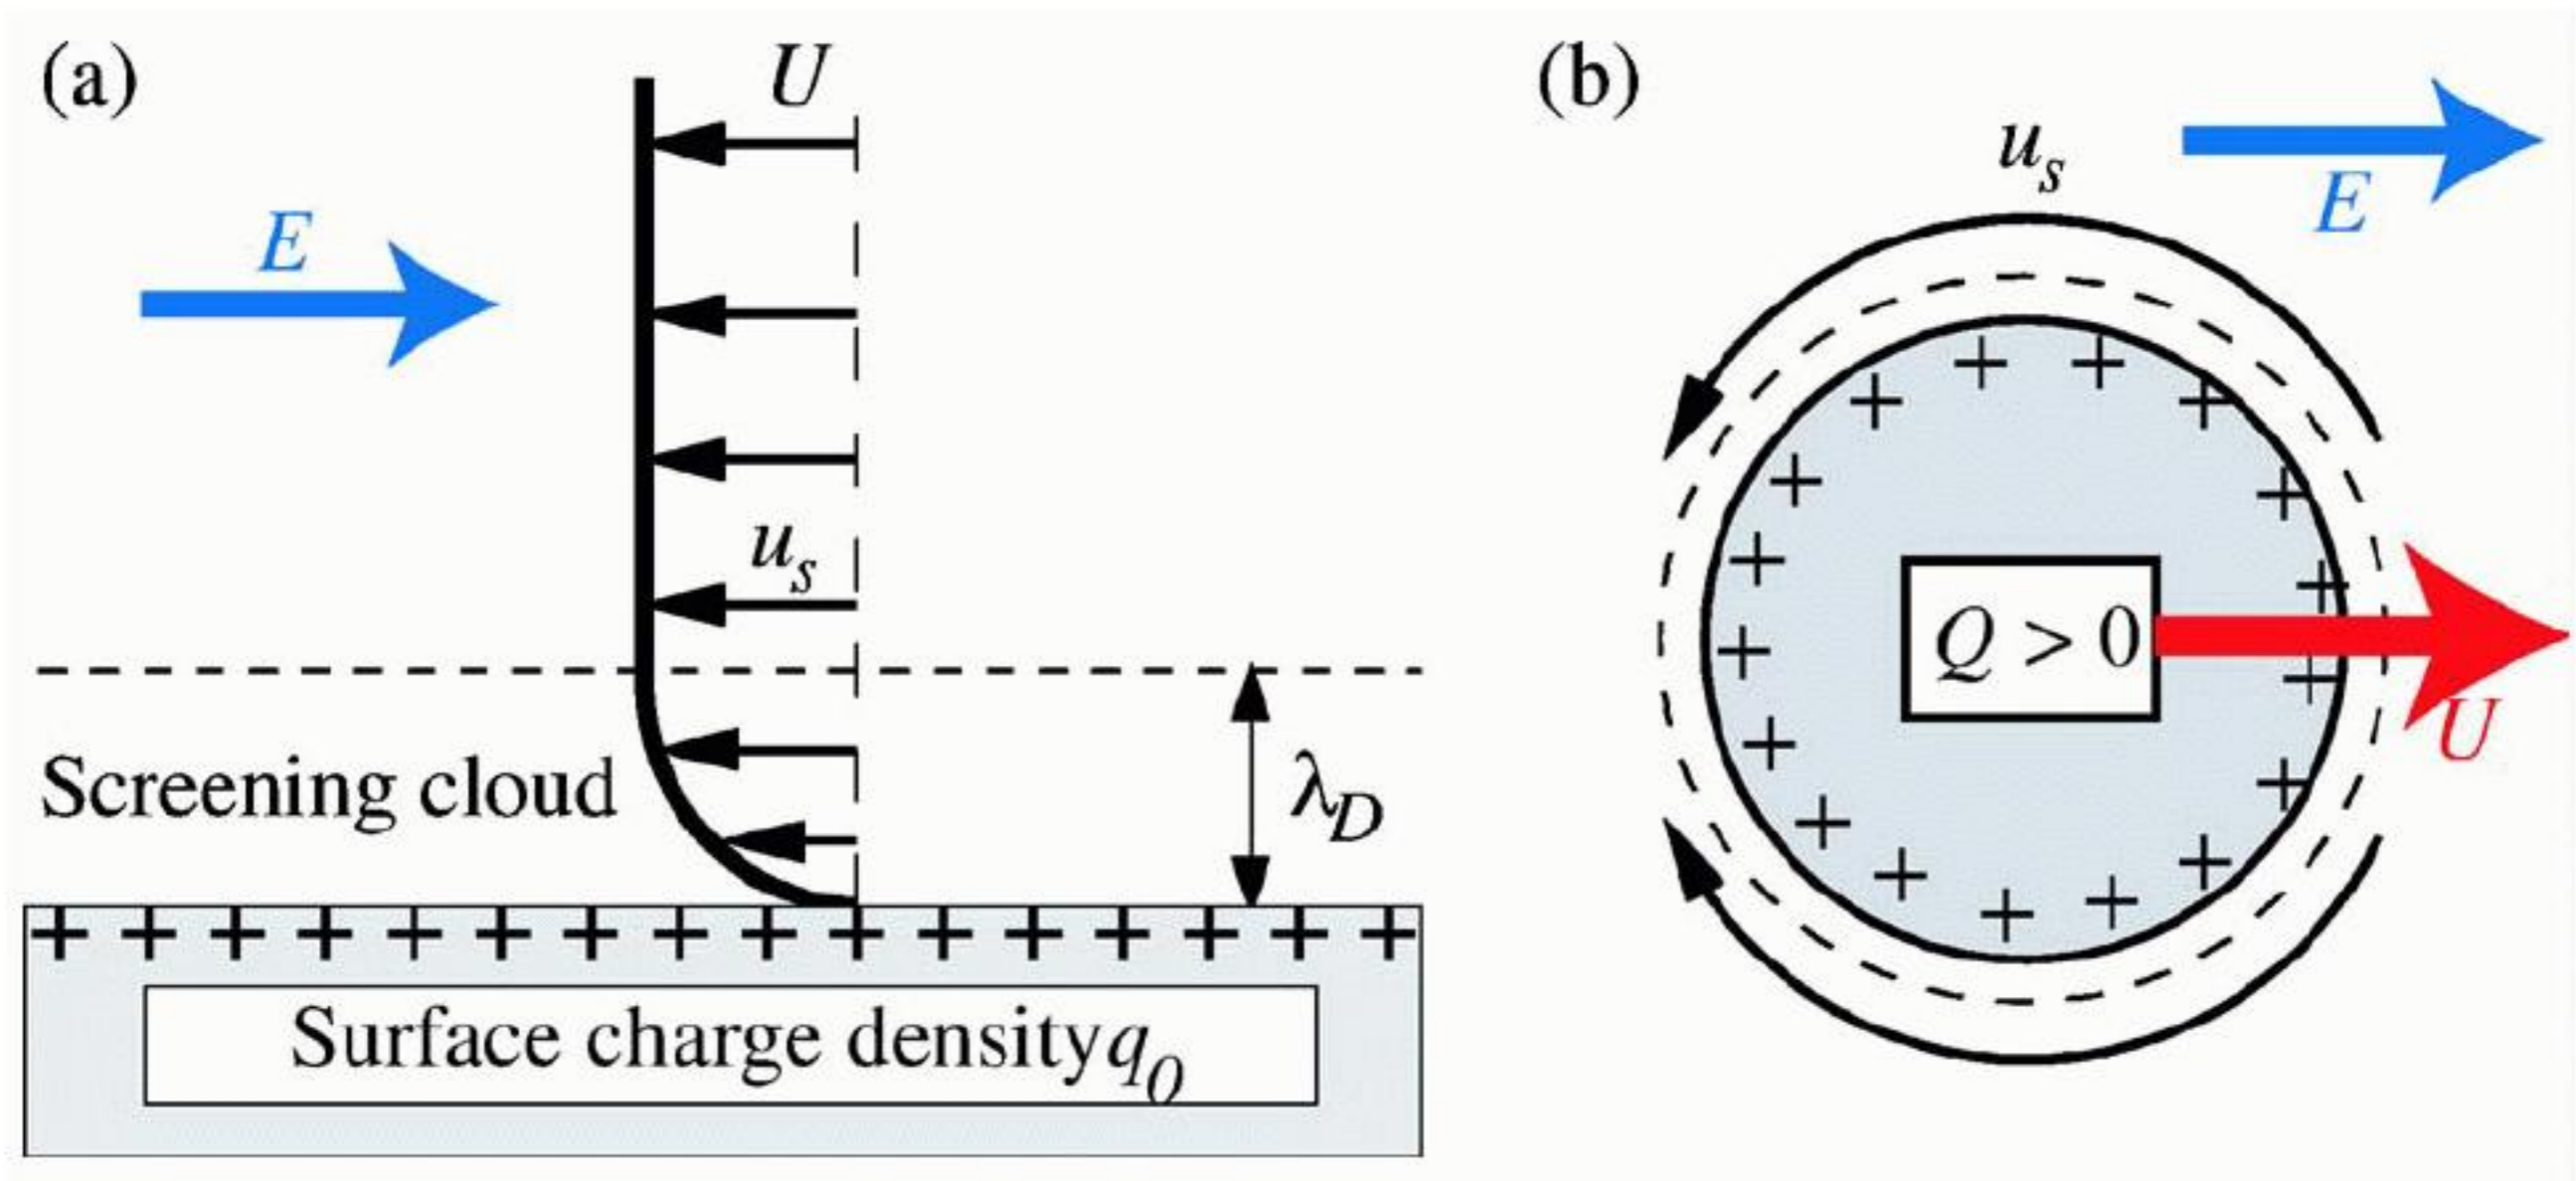 (a)
U
E
u_s
Screening cloud
λ_D
+ + + + + + + + + + + + + + + +
Surface charge density q_0
(b)
u_s
E
+ + + + + + + + + + + + + + + + + + + +
Q > 0
U